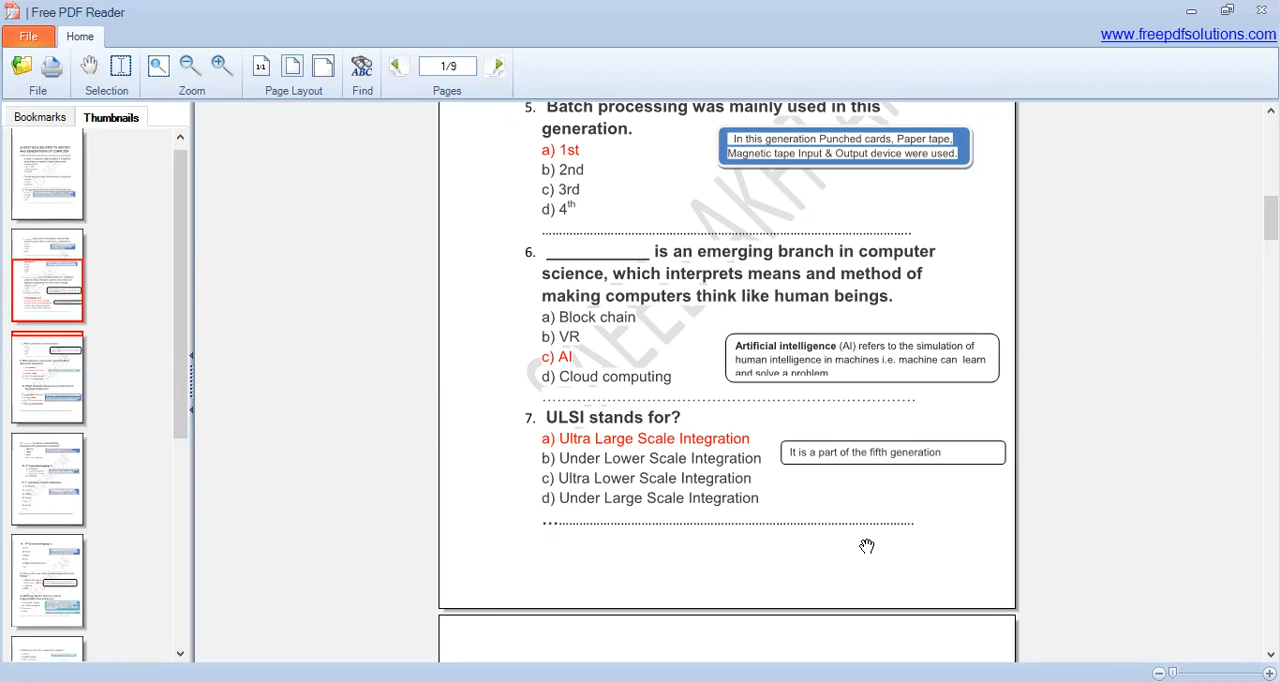 Free PDF Reader
File
Home
www.freepdfsolutions.com
1:1
ABC
1/9
File
Selection
Zoom
Page Layout
Find
Pages
Bookmarks
Thumbnails
5. Batch processing was mainly used in this
generation.
In this generation Punched cards, Paper tape,
Magnetic tape Input & Output device were used.
a) 1st
b) 2nd
c) 3rd
d) 4th
6. __________ is an emerging branch in computer
science, which interprets means and method of
making computers think like human beings.
a) Block chain
b) VR
c) AI
d) Cloud computing
Artificial intelligence (AI) refers to the simulation of
human intelligence in machines i.e. machine can learn
and solve a problem
7. ULSI stands for?
a) Ultra Large Scale Integration
b) Under Lower Scale Integration
c) Ultra Lower Scale Integration
d) Under Large Scale Integration
It is a part of the fifth generation